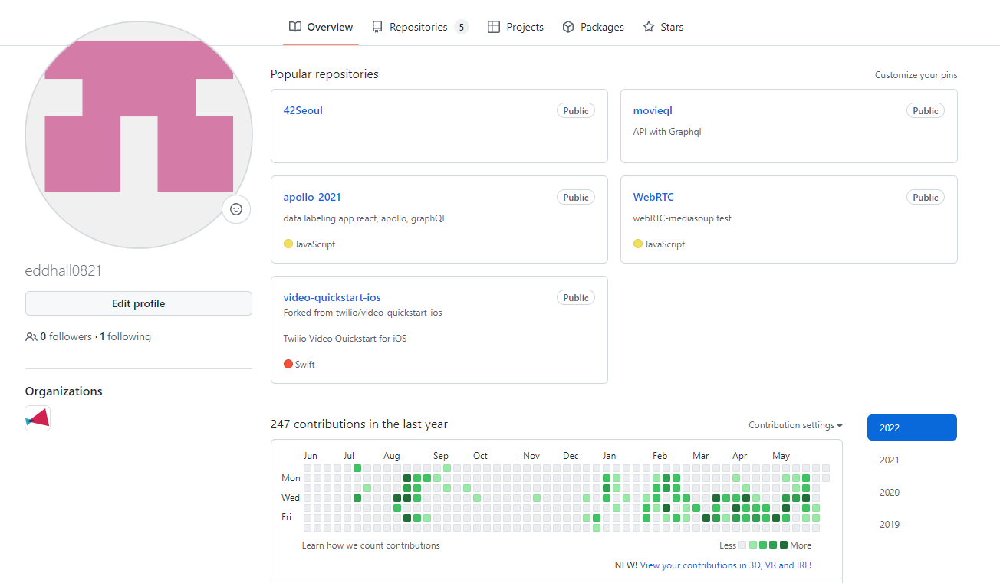 Overview Repositories 5 Projects Packages Stars
Popular repositories
Customize your pins
42Seoul Public
movieql Public
API with Graphql
apollo-2021 Public
data labeling app react, apollo, graphQL
JavaScript
WebRTC Public
webRTC-mediasoup test
JavaScript
video-quickstart-ios Public
Forked from twilio/video-quickstart-ios
Twilio Video Quickstart for iOS
Swift
eddhall0821
Edit profile
0 followers · 1 following
Organizations
247 contributions in the last year
Contribution settings
Jun Jul Aug Sep Oct Nov Dec Jan Feb Mar Apr May
Mon
Wed
Fri
Learn how we count contributions
Less More
NEW! View your contributions in 3D, VR and IRL!
2022
2021
2020
2019